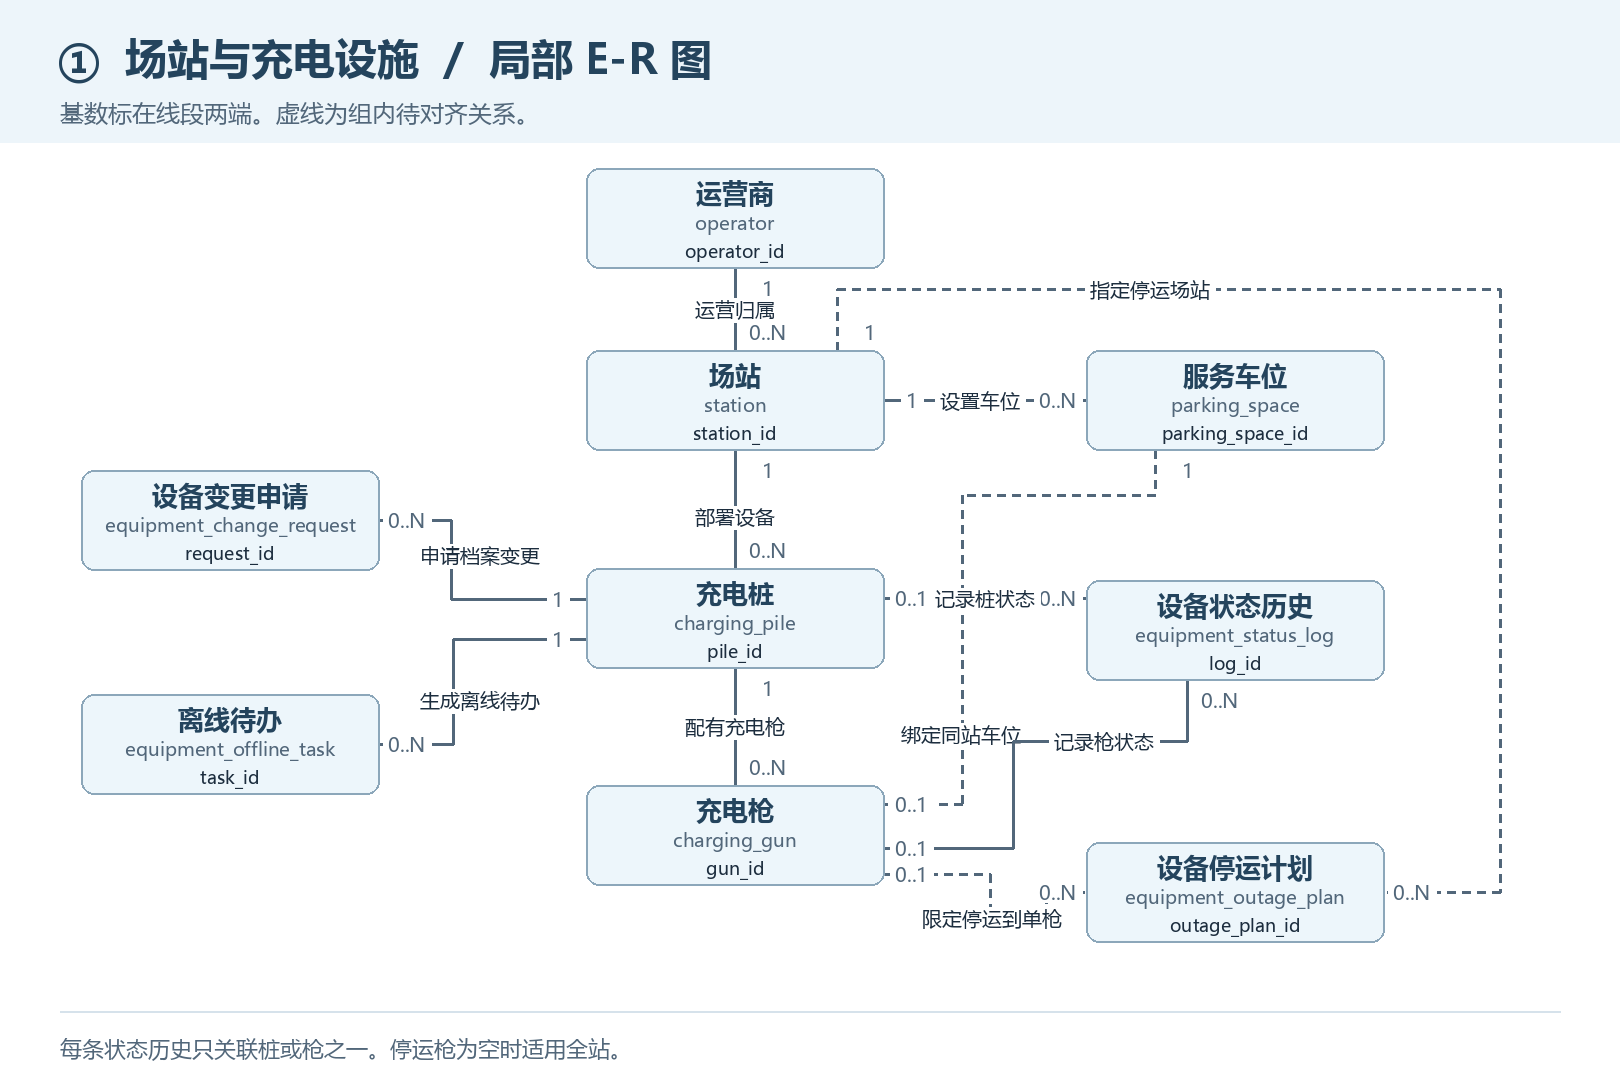 ① 场站与充电设施 / 局部 E-R 图
基数标在线段两端。虚线为组内待对齐关系。
运营商
operator
operator_id
1
运营归属
0..N
1
指定停运场站
场站
station
station_id
1
设置车位
0..N
服务车位
parking_space
parking_space_id
1
1
部署设备
0..N
设备变更申请
equipment_change_request
request_id
0..N
申请档案变更
1
充电桩
charging_pile
pile_id
0..1
记录桩状态
0..N
设备状态历史
equipment_status_log
log_id
0..N
1
生成离线待办
离线待办
equipment_offline_task
task_id
0..N
1
配有充电枪
0..N
绑定同站车位
记录枪状态
充电枪
charging_gun
gun_id
0..1
0..1
0..1
限定停运到单枪
0..N
设备停运计划
equipment_outage_plan
outage_plan_id
0..N
每条状态历史只关联桩或枪之一。停运枪为空时适用全站。